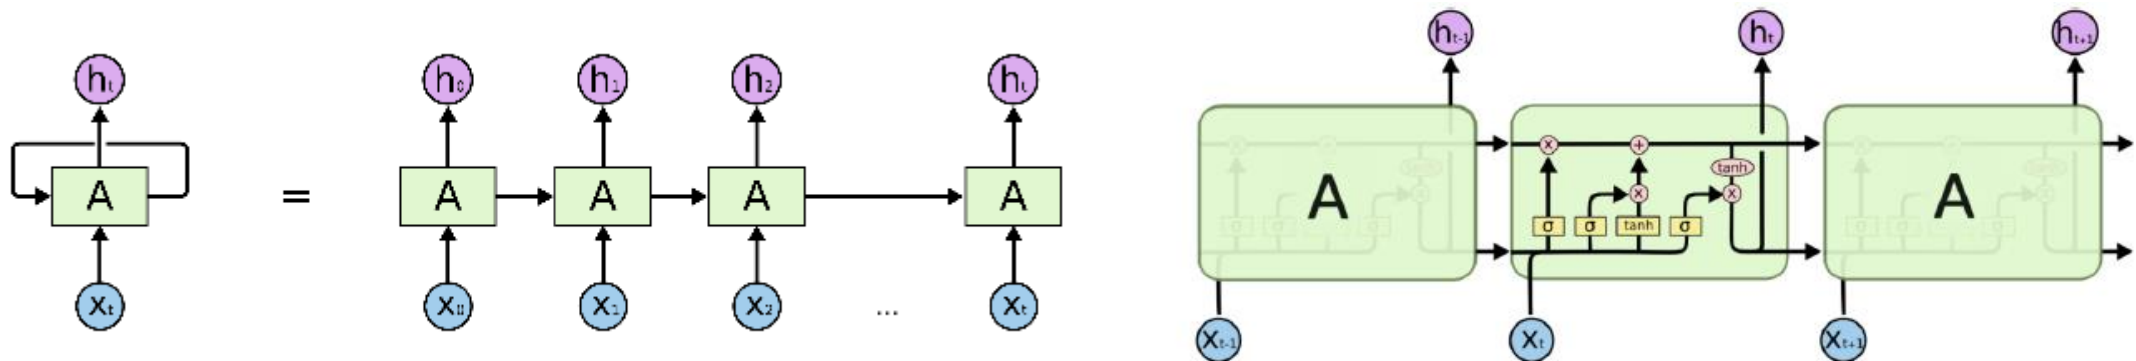 hₜ
A
xₜ
=
h₀ h₁ h₂ hₜ
A A A A
x₀ x₁ x₂ ... xₜ
hₜ₋₁ hₜ hₜ₊₁
x + tanh
A x x A
σ σ tanh σ
xₜ₋₁ xₜ xₜ₊₁